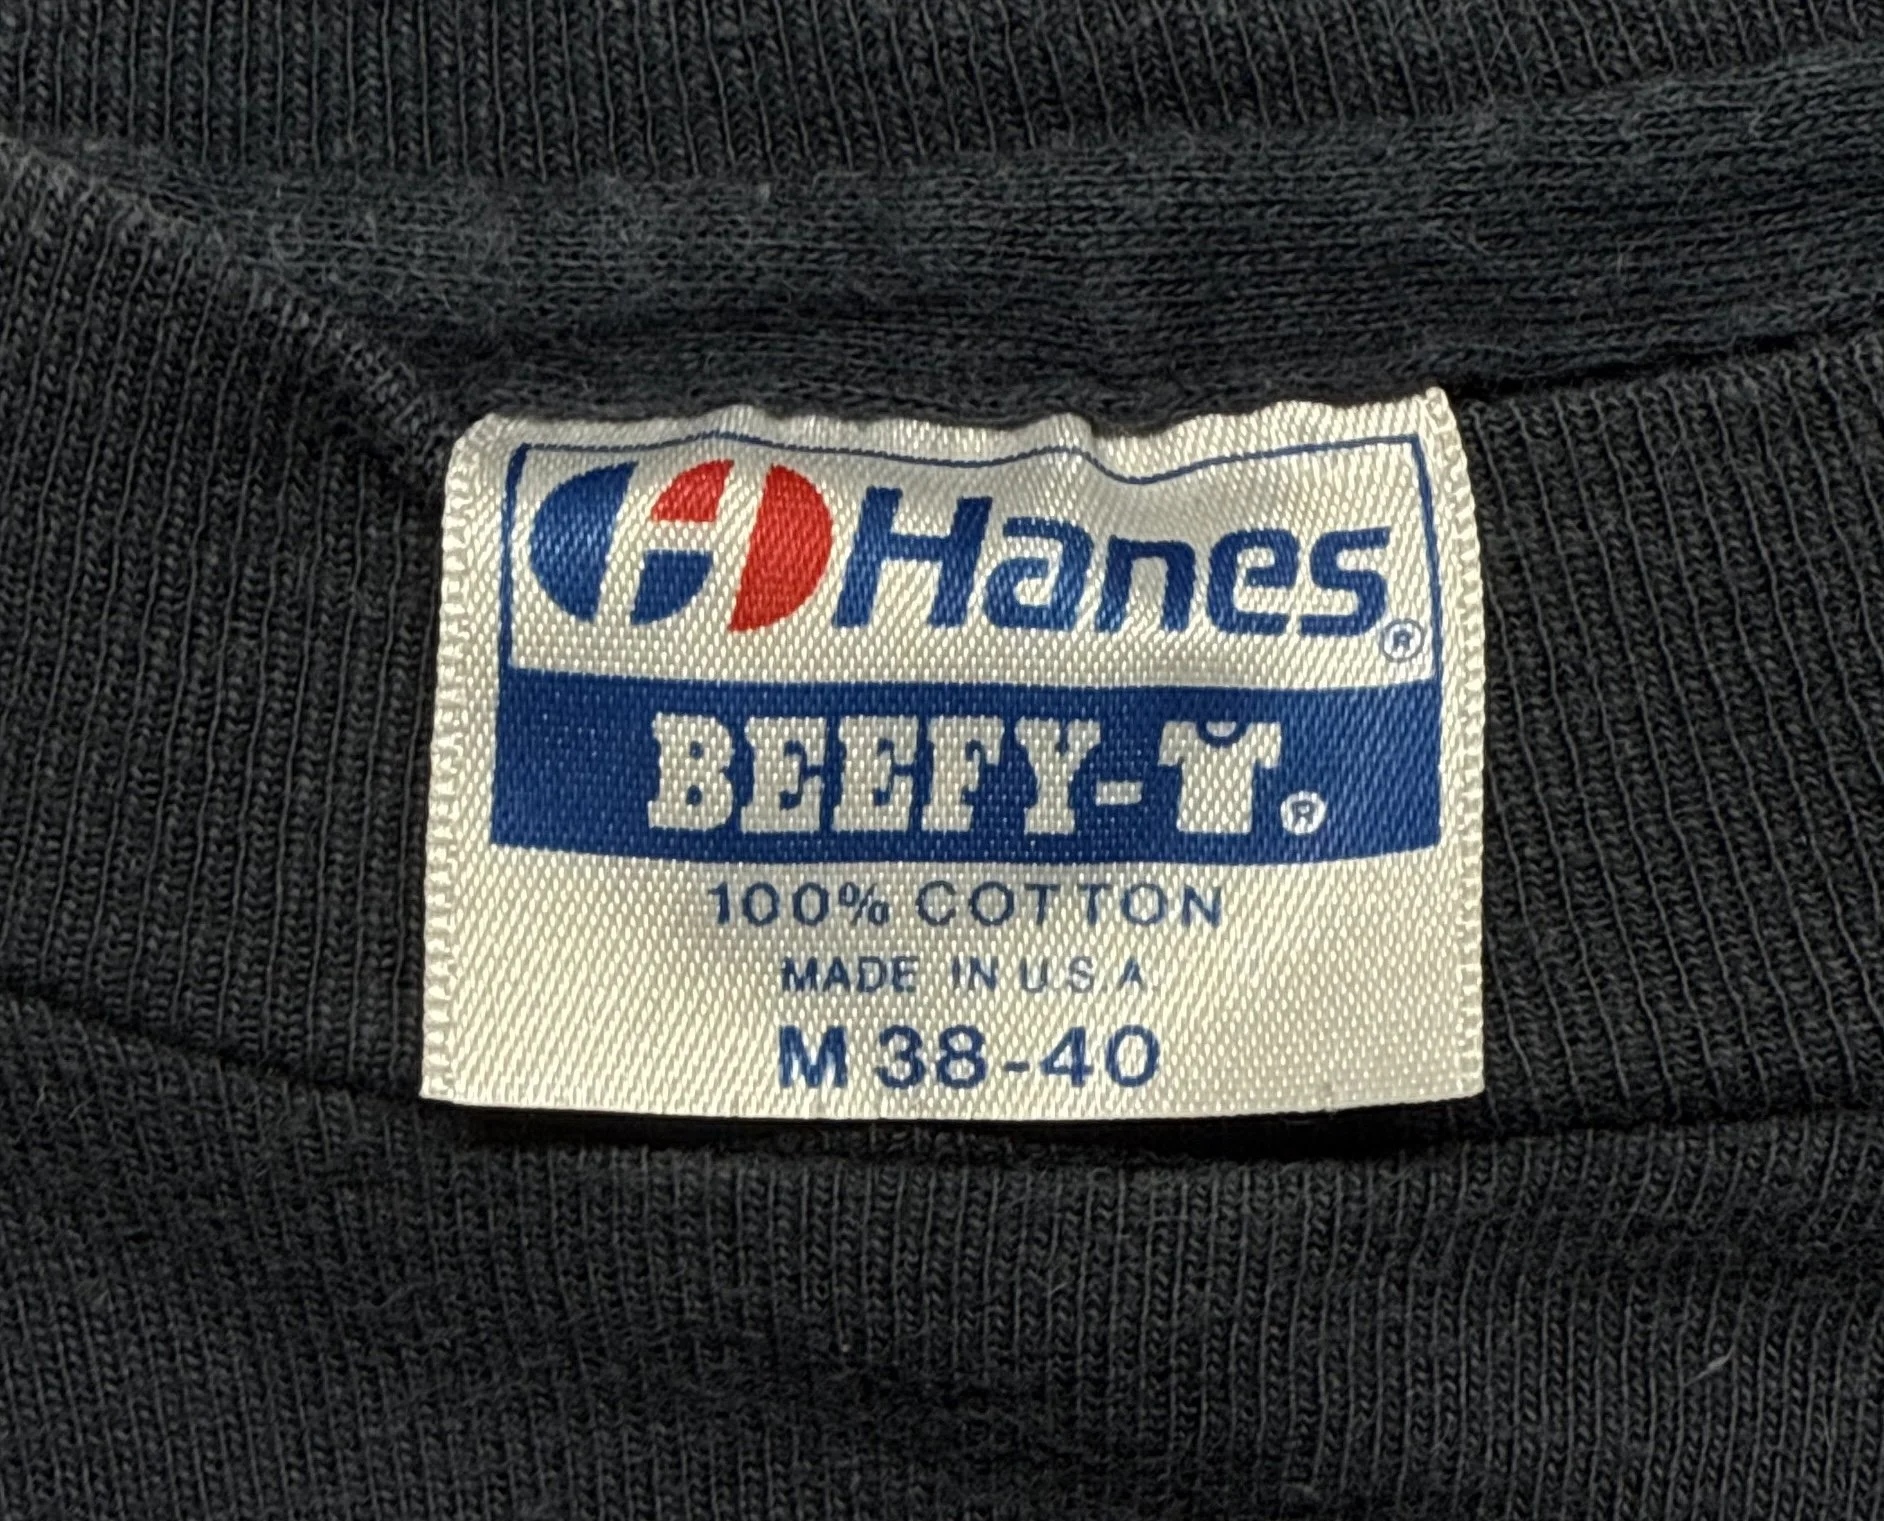 Hanes®
BEEFY-T®
100% COTTON
MADE IN U.S.A.
M 38-40